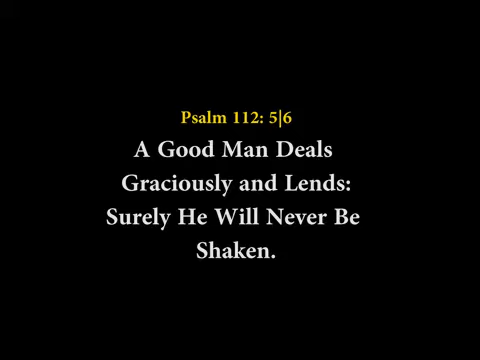 Psalm 112: 5|6
A Good Man Deals
Graciously and Lends:
Surely He Will Never Be
Shaken.